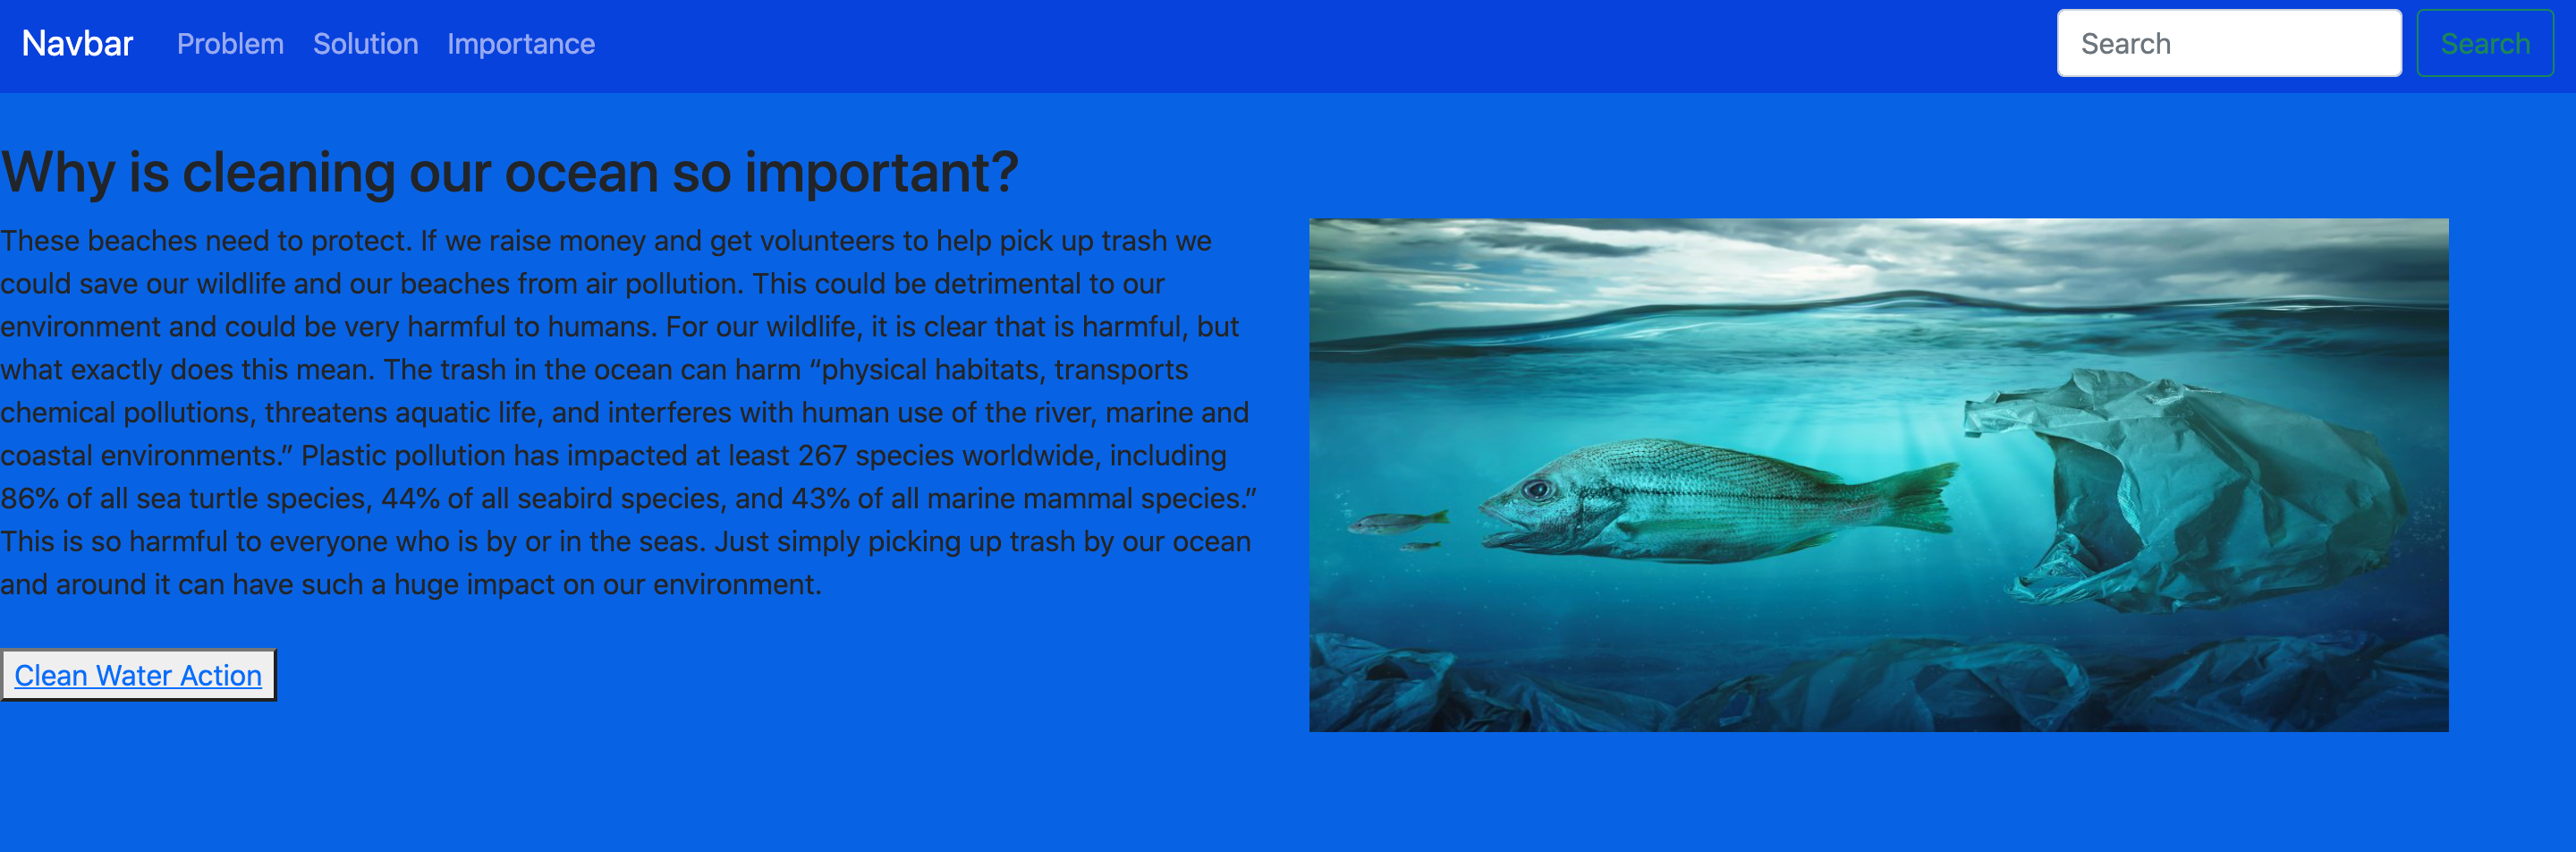 Navbar Problem Solution Importance Search Search
Why is cleaning our ocean so important?
These beaches need to protect. If we raise money and get volunteers to help pick up trash we
could save our wildlife and our beaches from air pollution. This could be detrimental to our
environment and could be very harmful to humans. For our wildlife, it is clear that is harmful, but
what exactly does this mean. The trash in the ocean can harm “physical habitats, transports
chemical pollutions, threatens aquatic life, and interferes with human use of the river, marine and
coastal environments.” Plastic pollution has impacted at least 267 species worldwide, including
86% of all sea turtle species, 44% of all seabird species, and 43% of all marine mammal species.”
This is so harmful to everyone who is by or in the seas. Just simply picking up trash by our ocean
and around it can have such a huge impact on our environment.
Clean Water Action